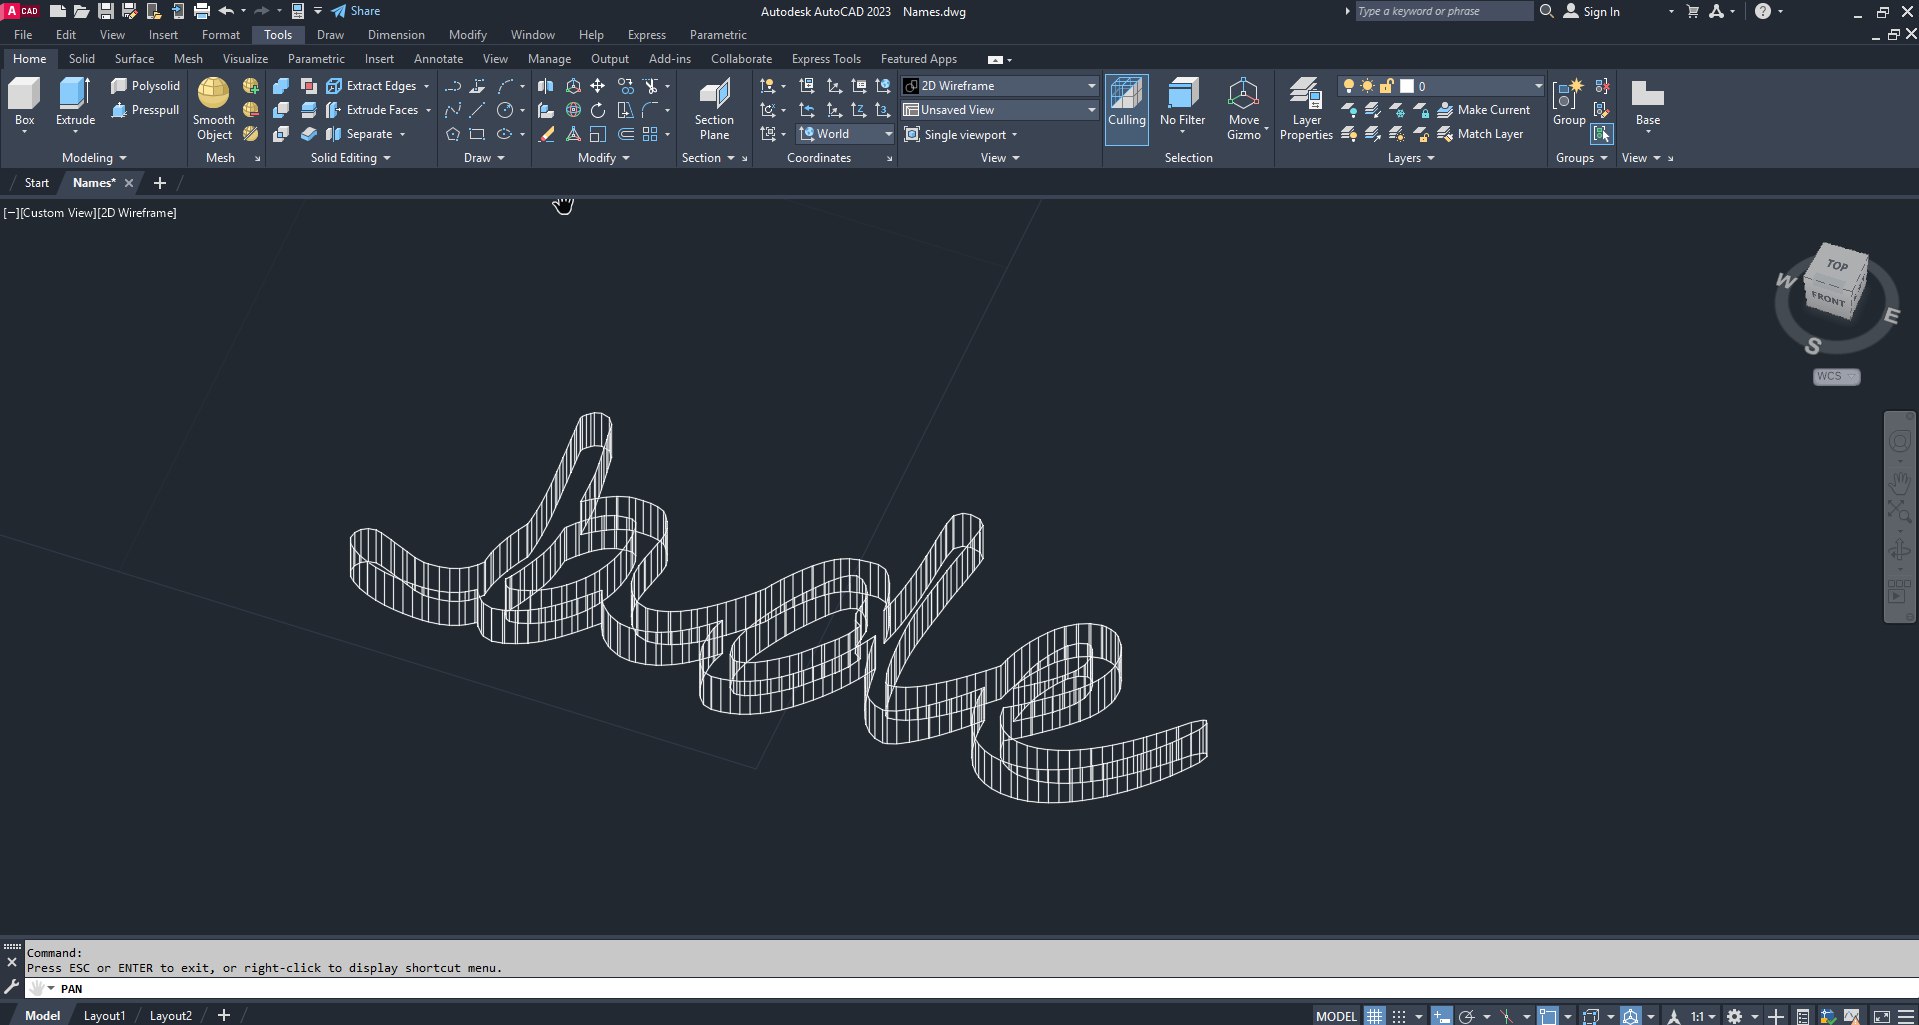 A CAD Share Autodesk AutoCAD 2023 Names.dwg Type a keyword or phrase Sign In
File Edit View Insert Format Tools Draw Dimension Modify Window Help Express Parametric
Home Solid Surface Mesh Visualize Parametric Insert Annotate View Manage Output Add-ins Collaborate Express Tools Featured Apps
Polysolid Extract Edges 2D Wireframe 0
Presspull Extrude Faces Unsaved View Make Current
Box Extrude Smooth Object Separate Section Plane World Single viewport Culling No Filter Move Gizmo Layer Properties Match Layer Group Base
Modeling Mesh Solid Editing Draw Modify Section Coordinates View Selection Layers Groups View
Start Names*
[−][Custom View][2D Wireframe]
TOP
FRONT
W
E
S
WCS
Command:
Press ESC or ENTER to exit, or right-click to display shortcut menu.
PAN
Model Layout1 Layout2 MODEL 1:1